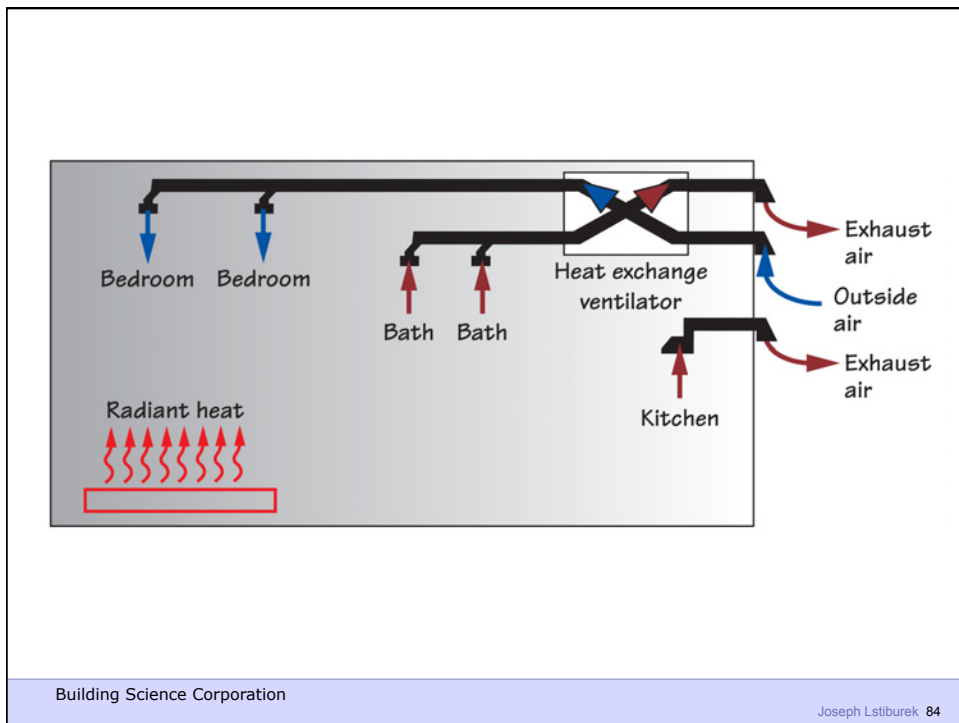 Exhaust
air
Bedroom
Bedroom
Heat exchange
ventilator
Outside
air
Bath
Bath
Exhaust
air
Radiant heat
Kitchen
Building Science Corporation
Joseph Lstiburek 84